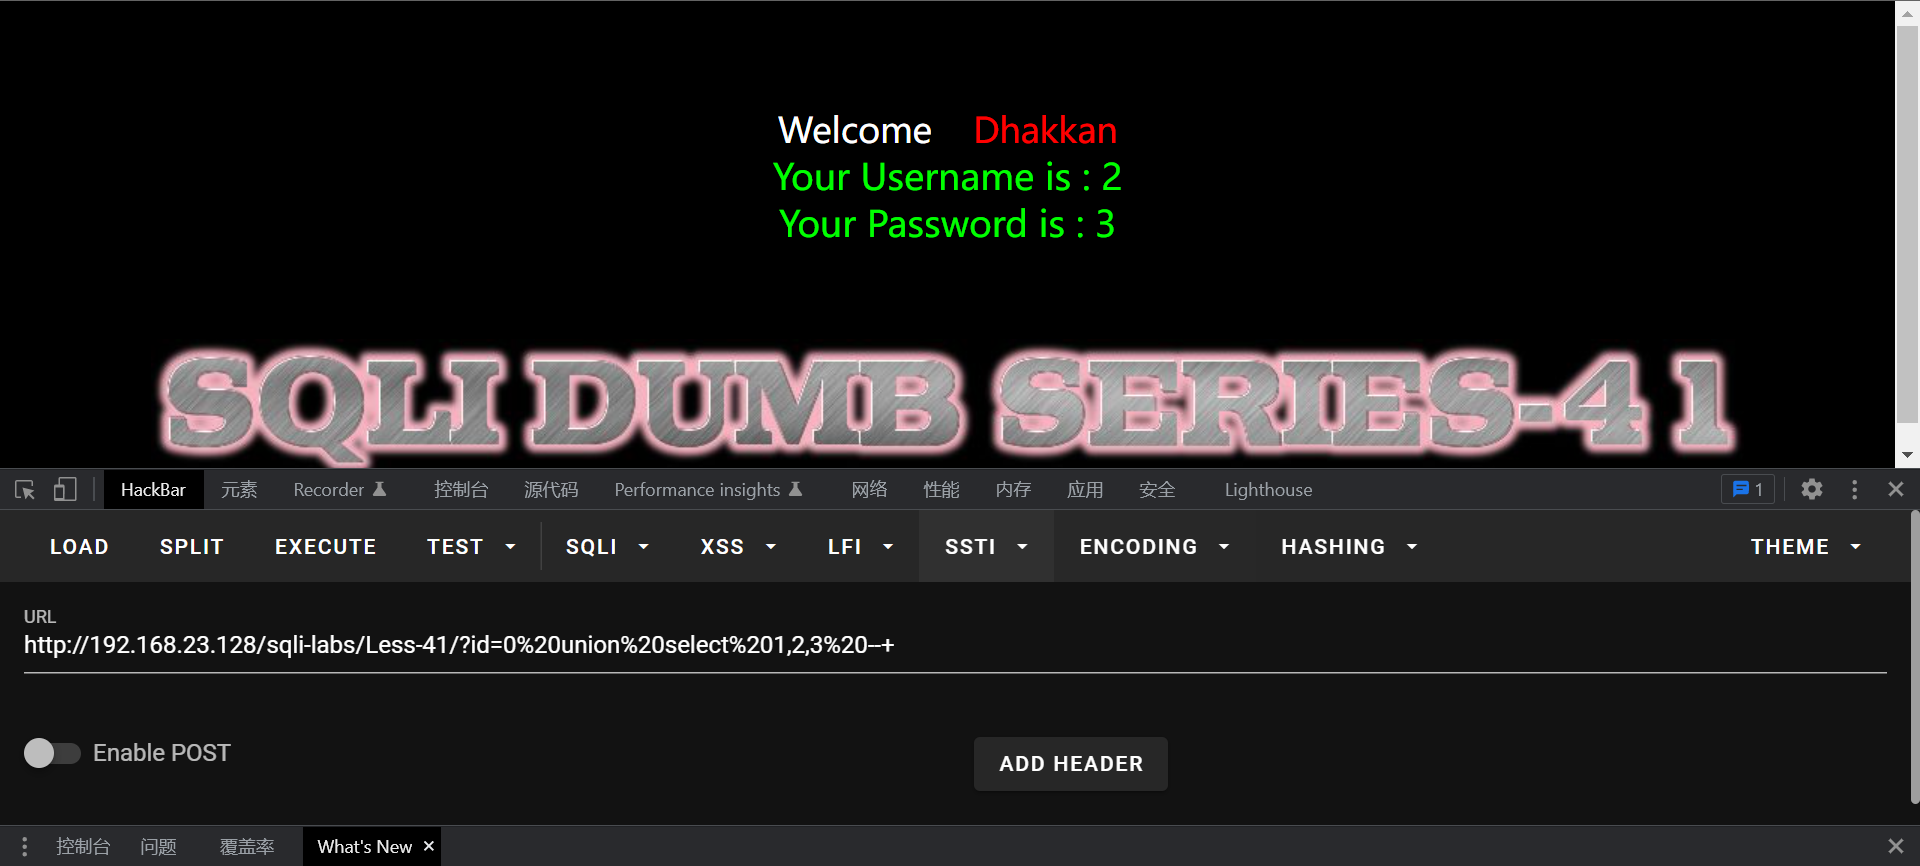 Welcome Dhakkan
Your Username is : 2
Your Password is : 3
SQLI DUMB SERIES-41
HackBar 元素 Recorder 控制台 源代码 Performance insights 网络 性能 内存 应用 安全 Lighthouse 1
LOAD SPLIT EXECUTE TEST SQLI XSS LFI SSTI ENCODING HASHING THEME
URL
http://192.168.23.128/sqli-labs/Less-41/?id=0%20union%20select%201,2,3%20--+
Enable POST ADD HEADER
控制台 问题 覆盖率 What's New